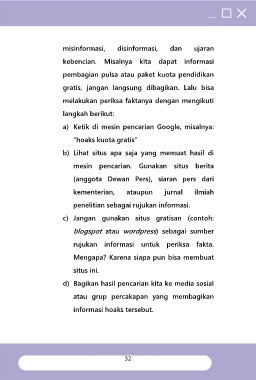 misinformasi, disinformasi, dan ujaran
kebencian. Misalnya kita dapat informasi
pembagian pulsa atau paket kuota pendidikan
gratis, jangan langsung dibagikan. Lalu bisa
melakukan periksa faktanya dengan mengikuti
langkah berikut:
a) Ketik di mesin pencarian Google, misalnya:
"hoaks kuota gratis"
b) Lihat situs apa saja yang memuat hasil di
mesin pencarian. Gunakan situs berita
(anggota Dewan Pers), siaran pers dari
kementerian, ataupun jurnal ilmiah
penelitian sebagai rujukan informasi.
c) Jangan gunakan situs gratisan (contoh:
blogspot atau wordpress) sebagai sumber
rujukan informasi untuk periksa fakta.
Mengapa? Karena siapa pun bisa membuat
situs ini.
d) Bagikan hasil pencarian kita ke media sosial
atau grup percakapan yang membagikan
informasi hoaks tersebut.
32